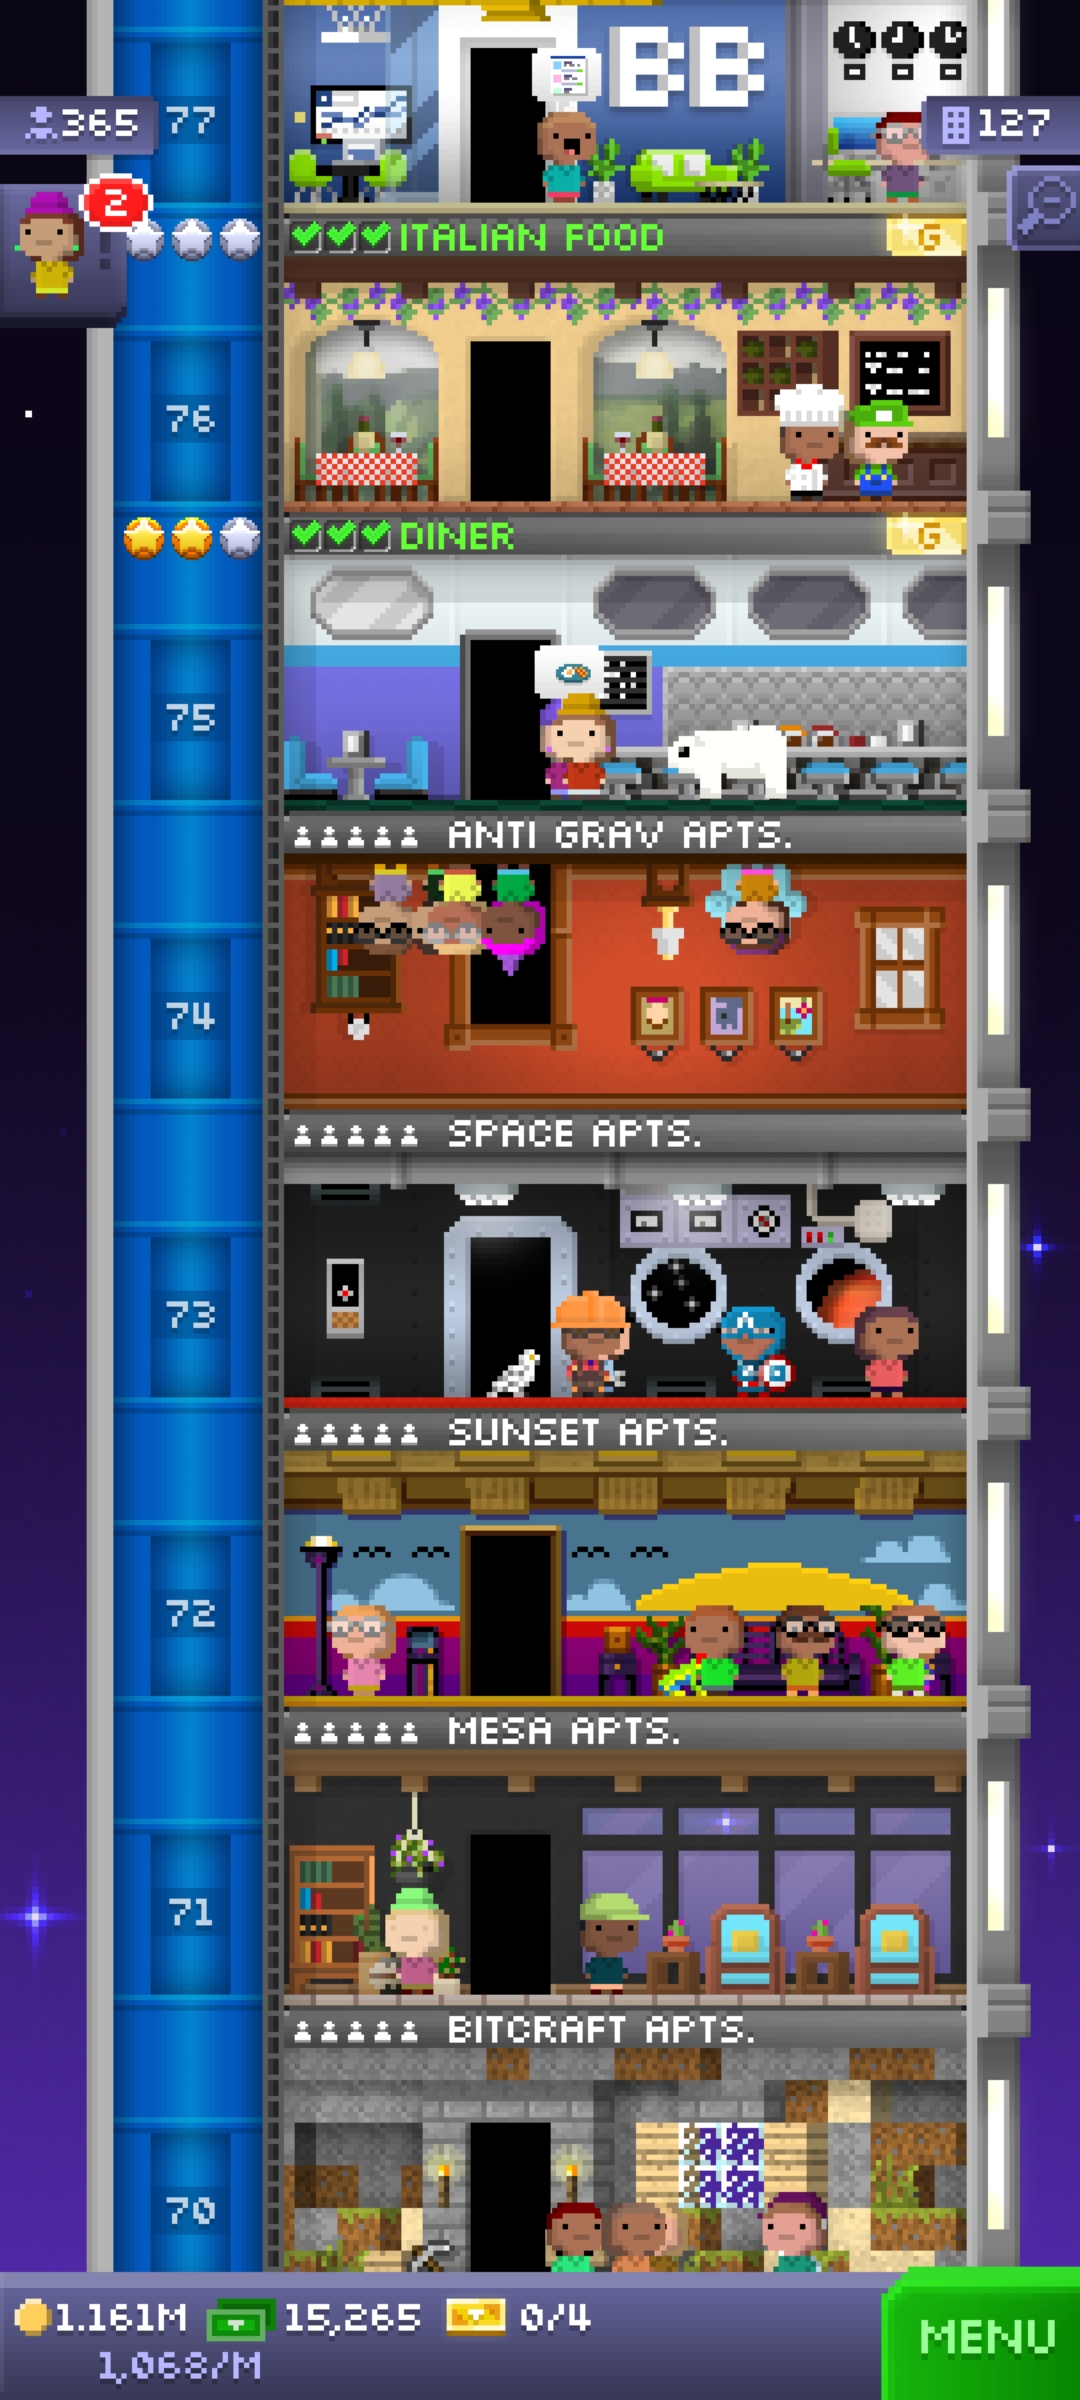 BB
365
77
127
2
ITALIAN FOOD
G
76
DINER
G
75
ANTI GRAV APTS.
74
SPACE APTS.
73
SUNSET APTS.
72
MESA APTS.
71
BITCRAFT APTS.
70
1.161M
15,265
0/4
MENU
1,068/M